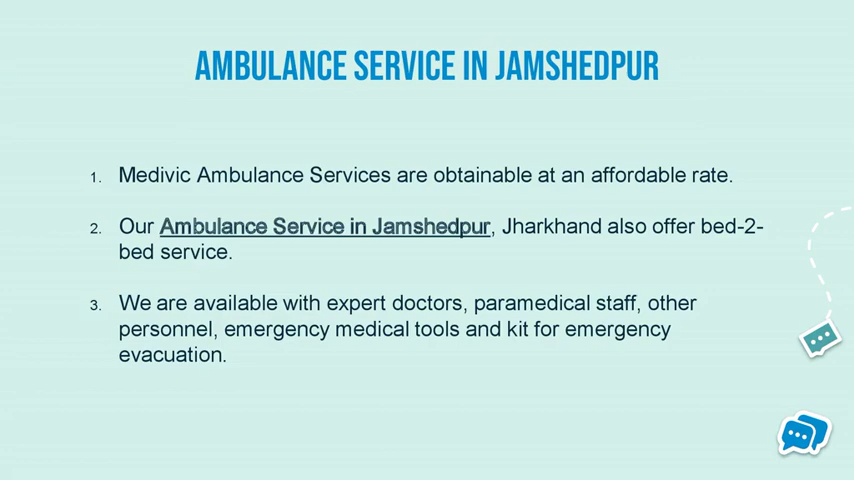 AMBULANCE SERVICE IN JAMSHEDPUR
1. Medivic Ambulance Services are obtainable at an affordable rate.
2. Our Ambulance Service in Jamshedpur, Jharkhand also offer bed-2-
bed service.
3. We are available with expert doctors, paramedical staff, other
personnel, emergency medical tools and kit for emergency
evacuation.